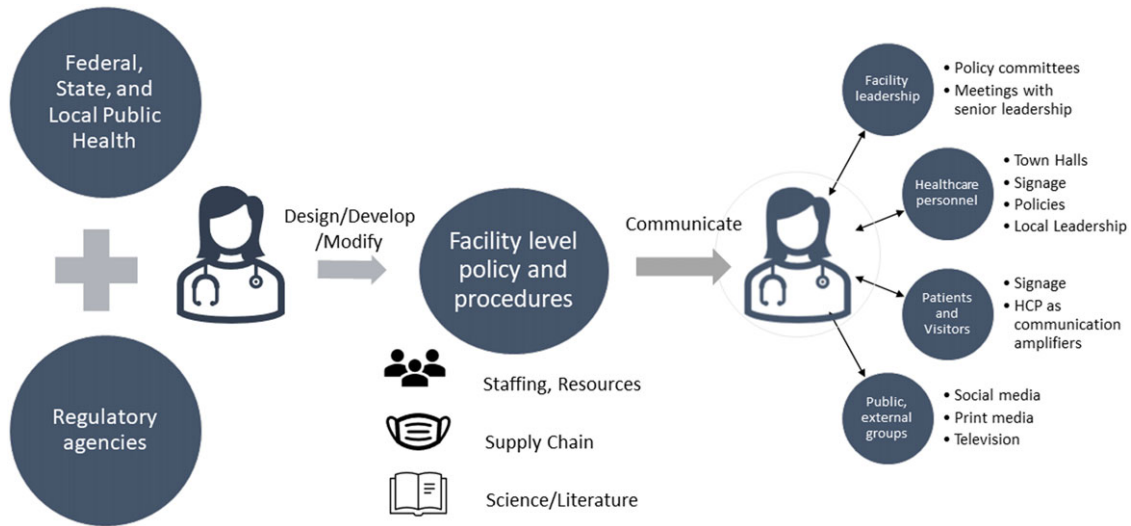 Federal,
State, and
Local Public
Health
Regulatory
agencies
Design/Develop
/Modify
Facility level
policy and
procedures
Staffing, Resources
Supply Chain
Science/Literature
Communicate
Facility
leadership
• Policy committees
• Meetings with
senior leadership
Healthcare
personnel
• Town Halls
• Signage
• Policies
• Local Leadership
Patients
and
Visitors
• Signage
• HCP as
communication
amplifiers
Public,
external
groups
• Social media
• Print media
• Television